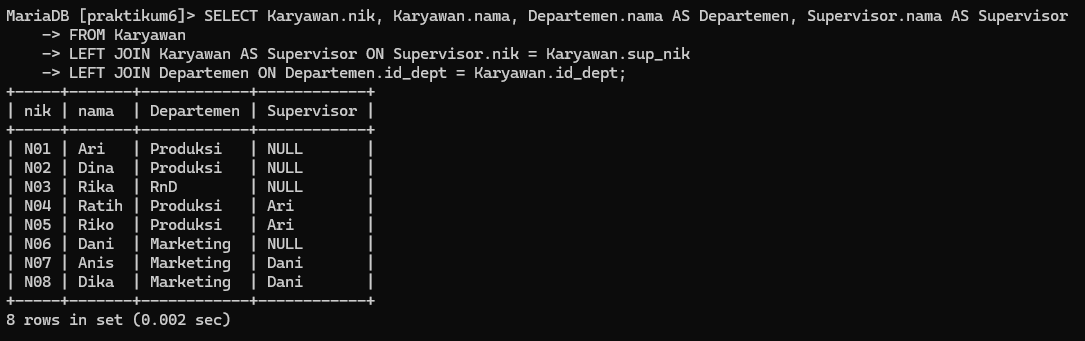 MariaDB [praktikum6]> SELECT Karyawan.nik, Karyawan.nama, Departemen.nama AS Departemen, Supervisor.nama AS Supervisor
    -> FROM Karyawan
    -> LEFT JOIN Karyawan AS Supervisor ON Supervisor.nik = Karyawan.sup_nik
    -> LEFT JOIN Departemen ON Departemen.id_dept = Karyawan.id_dept;
+-----+-------+------------+------------+
| nik | nama  | Departemen | Supervisor |
+-----+-------+------------+------------+
| N01 | Ari   | Produksi   | NULL       |
| N02 | Dina  | Produksi   | NULL       |
| N03 | Rika  | RnD        | NULL       |
| N04 | Ratih | Produksi   | Ari        |
| N05 | Riko  | Produksi   | Ari        |
| N06 | Dani  | Marketing  | NULL       |
| N07 | Anis  | Marketing  | Dani       |
| N08 | Dika  | Marketing  | Dani       |
+-----+-------+------------+------------+
8 rows in set (0.002 sec)